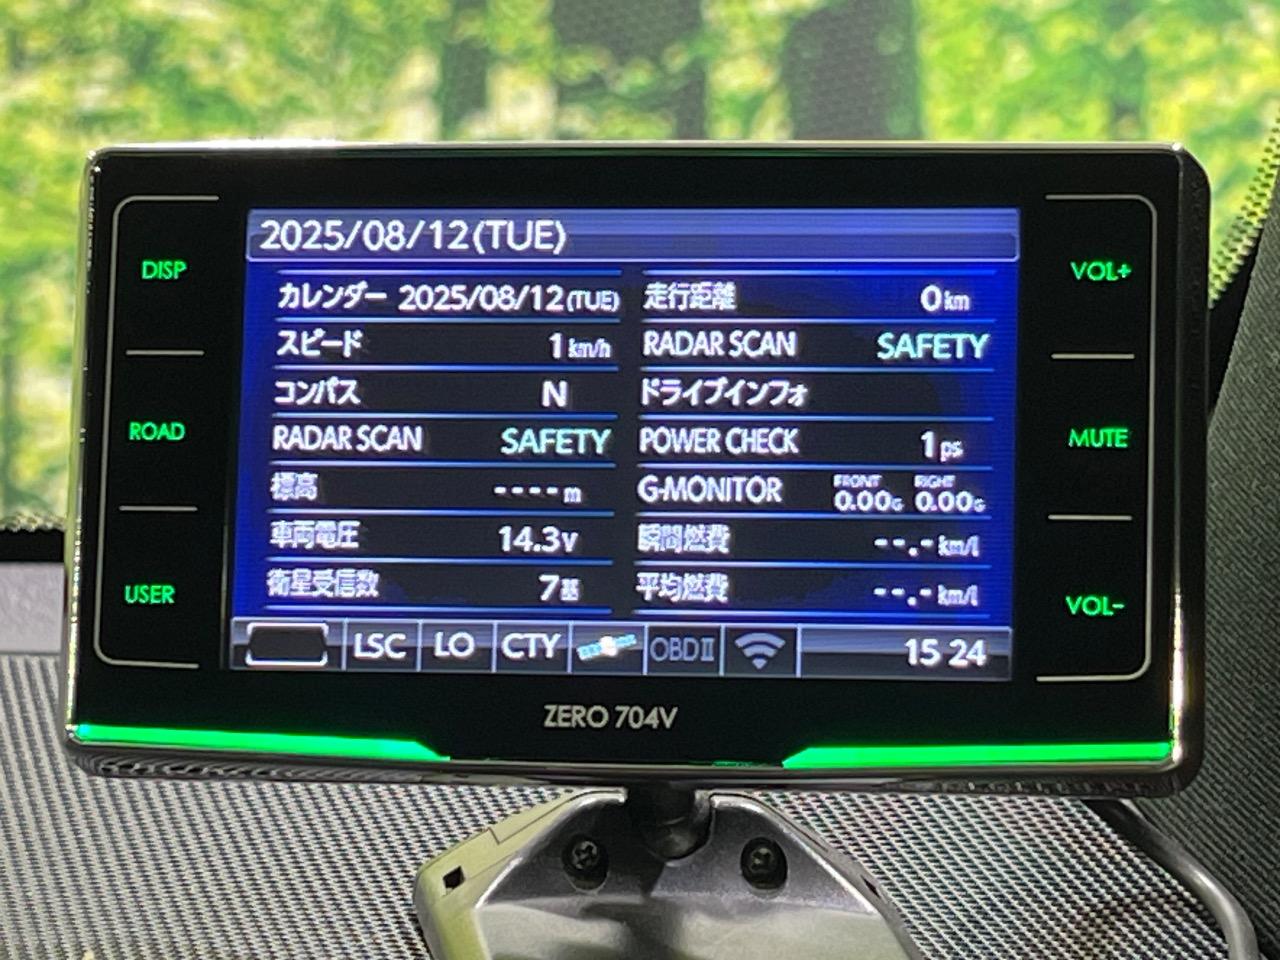 2025/08/12(TUE)
DISP
ROAD
USER
カレンダー 2025/08/12(TUE)
スピード 1km/h
コンパス N
RADAR SCAN SAFETY
標高 ----m
車両電圧 14.3V
衛星受信数 7基
走行距離 0km
RADAR SCAN SAFETY
ドライブインフォ
POWER CHECK 1ps
G-MONITOR FRONT 0.00G RIGHT 0.00G
瞬間燃費 --.-km/l
平均燃費 --.-km/l
VOL+
MUTE
VOL-
LSC LO CTY OBDⅡ 15 24
ZERO 704V